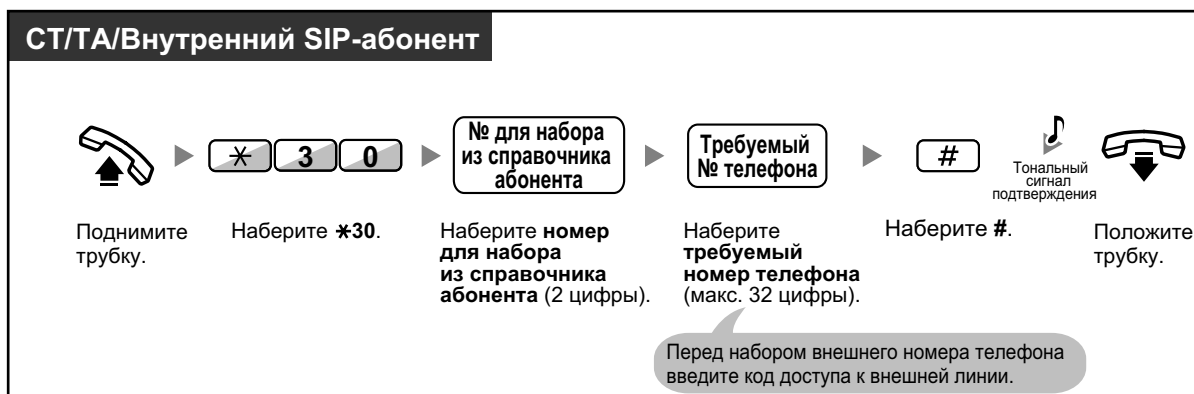 СТ/ТА/Внутренний SIP-абонент
✳ 3 0
№ для набора
из справочника
абонента
Требуемый
№ телефона
#
Тональный
сигнал
подтверждения
Поднимите
трубку.
Наберите ✳30.
Наберите номер
для набора
из справочника
абонента (2 цифры).
Наберите
требуемый
номер телефона
(макс. 32 цифры).
Наберите #.
Положите
трубку.
Перед набором внешнего номера телефона
введите код доступа к внешней линии.